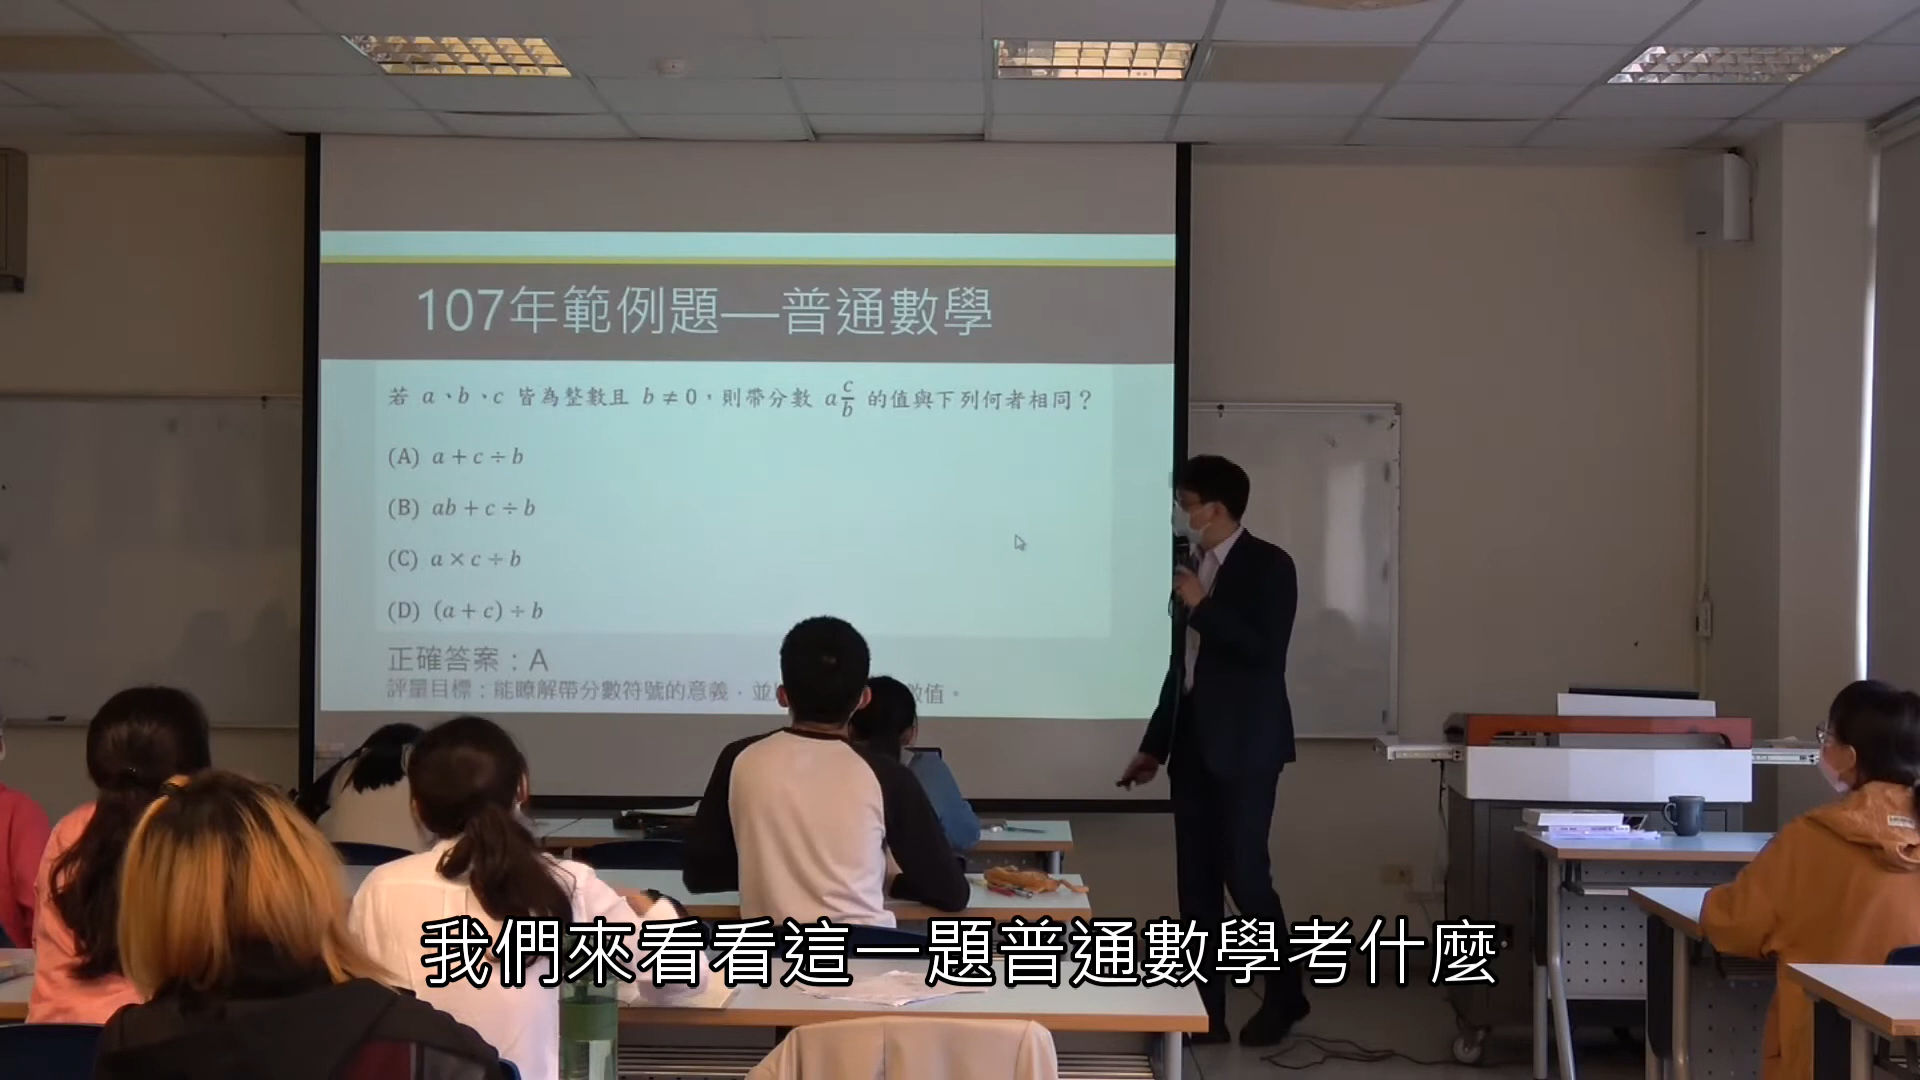 107年範例題—普通數學
若 a、b、c 皆為整數且 b≠0，則帶分數 a c/b 的值與下列何者相同？
(A) a + c ÷ b
(B) ab + c ÷ b
(C) a × c ÷ b
(D) (a + c) ÷ b
正確答案：A
評量目標：能瞭解帶分數符號的意義，並 值。
我們來看看這一題普通數學考什麼